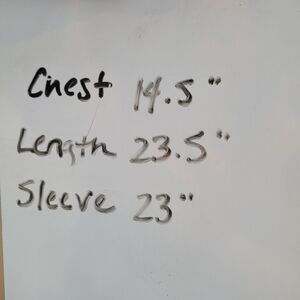 Chest 14.5"
Length 23.5"
Sleeve 23"